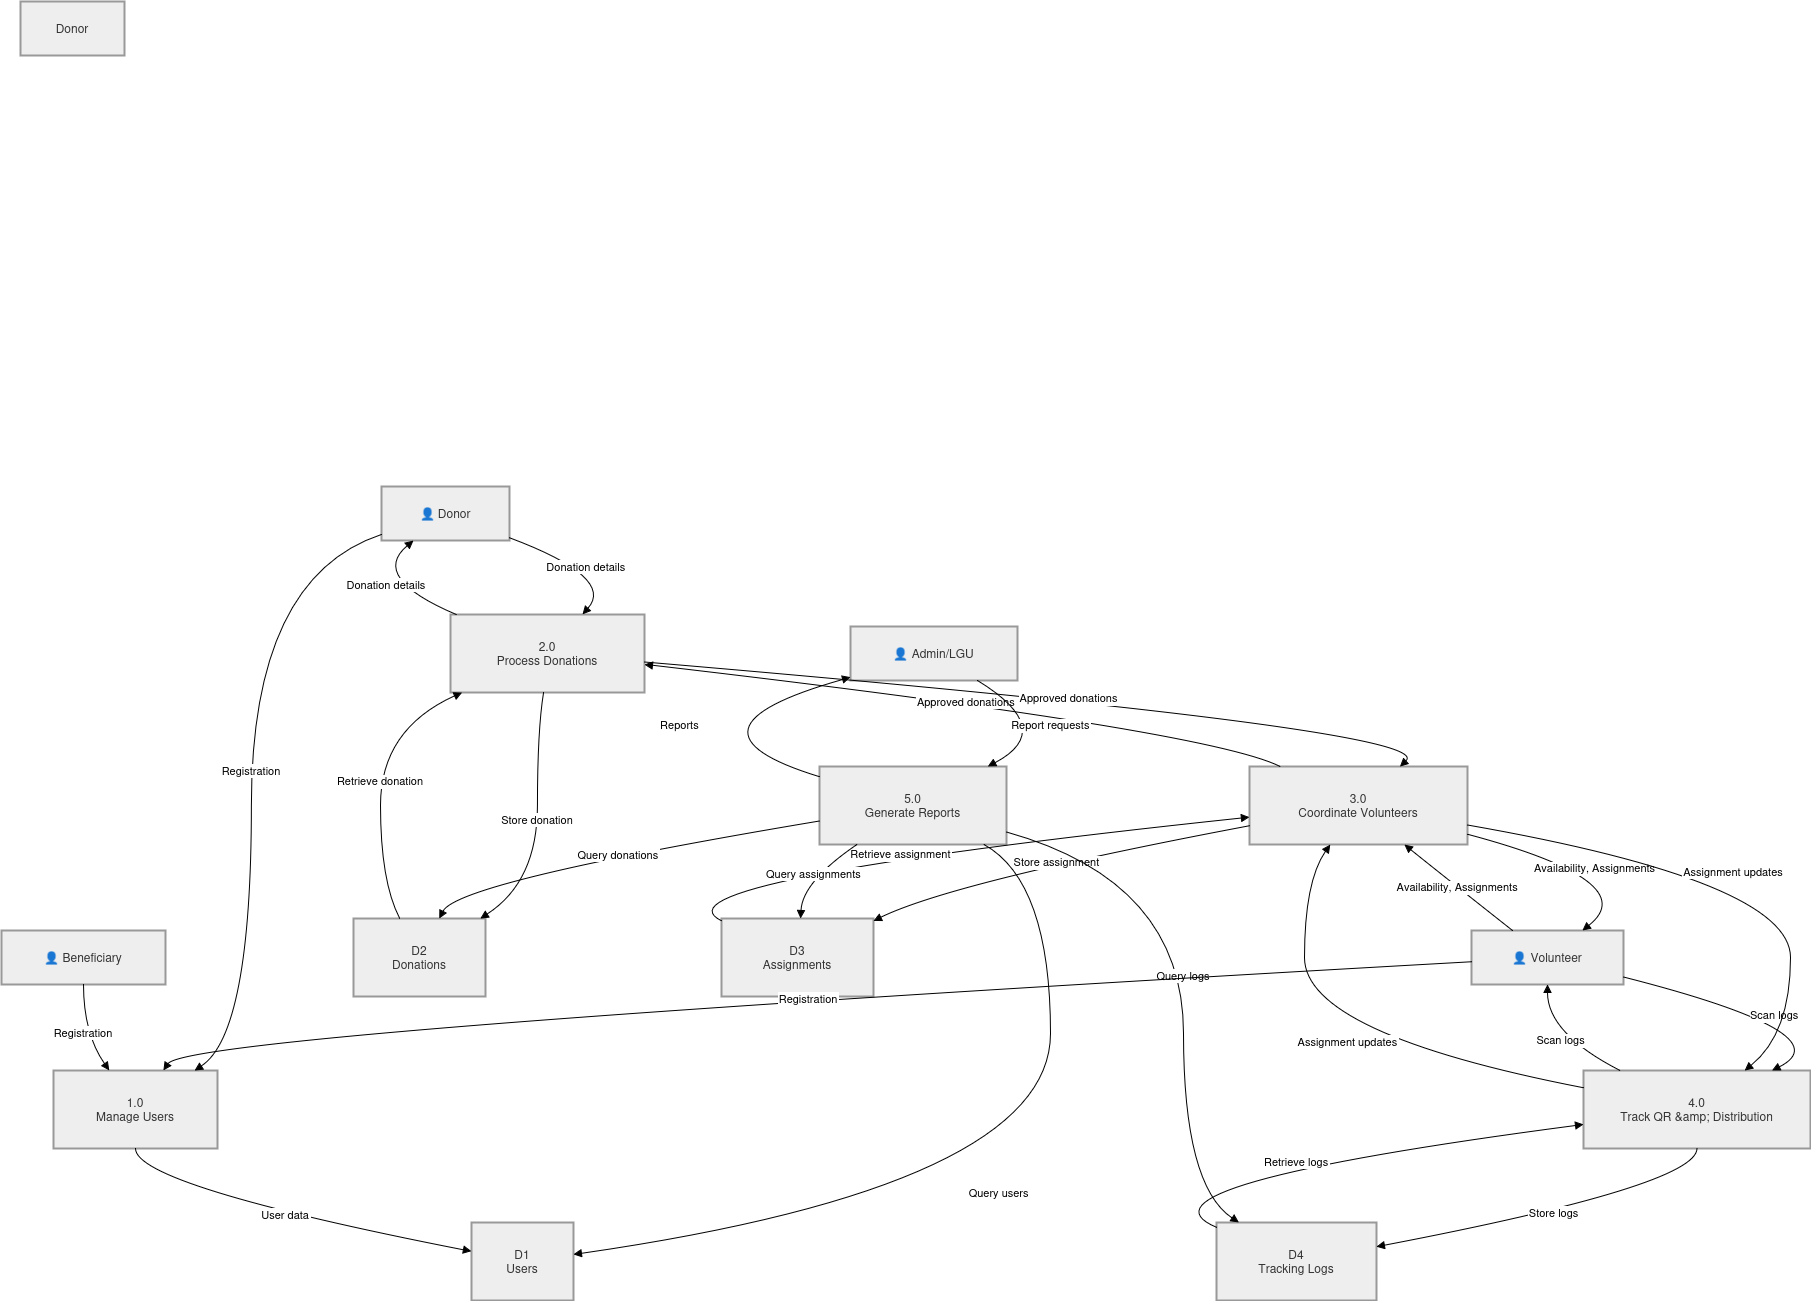 Donor
👤 Donor
Donation details
Donation details
2.0
Process Donations
👤 Admin/LGU
Approved donations
Approved donations
Reports
Report requests
Registration
Retrieve donation
Store donation
5.0
Generate Reports
3.0
Coordinate Volunteers
Query donations
Retrieve assignment
Store assignment
Query assignments
Availability, Assignments
Assignment updates
Availability, Assignments
👤 Beneficiary
D2
Donations
D3
Assignments
👤 Volunteer
Query logs
Registration
Registration
Scan logs
Assignment updates
Scan logs
1.0
Manage Users
4.0
Track QR &amp; Distribution
Retrieve logs
Query users
User data
Store logs
D1
Users
D4
Tracking Logs